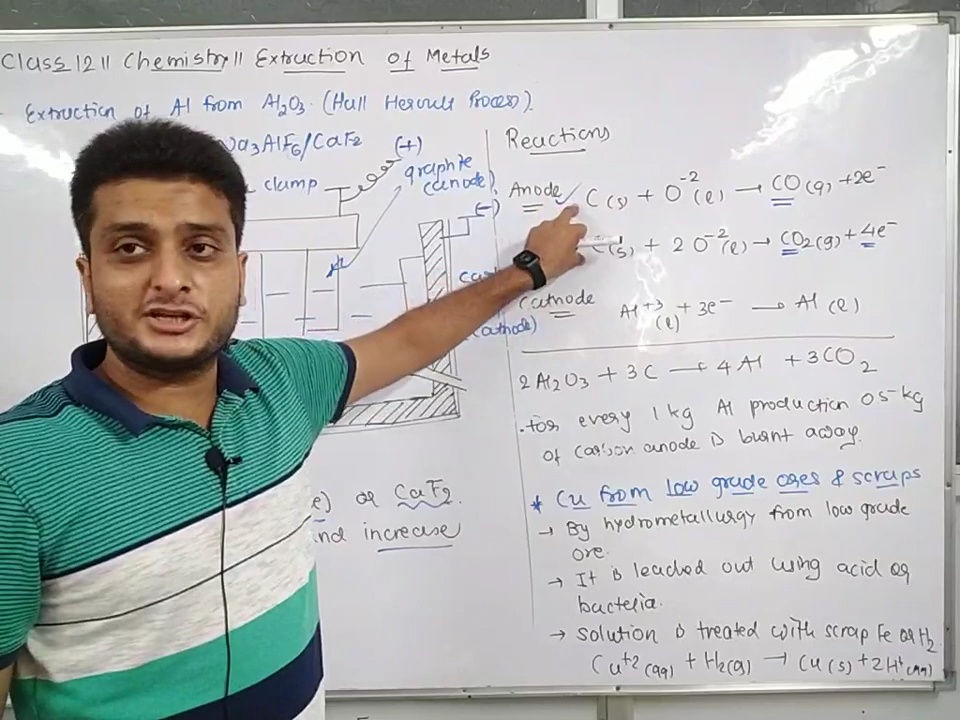 Class 12 || Chemistry || Extraction of Metals
Extraction of Al from Al2O3. (Hall Heroult Process).
Na3AlF6/CaF2
(+)
graphite
(anode)
clamp
(-)
(cathode)
e) or CaF2.
and increase
Reactions
Anode ✓ C(s) + O^-2 (l) → CO(g) + 2e^-
C(s) + 2 O^-2(l) → CO2(g) + 4e^-
Cathode Al^+3 (l) + 3e^- → Al (l)
2Al2O3 + 3C → 4Al + 3CO2
. For every 1 kg Al production 0.5 kg
of carbon anode is burnt away.
* Cu from low grade ores & scraps
→ By hydrometallurgy from low grade
ore.
→ It is leached out using acid or
bacteria.
→ solution is treated with scrap Fe or H2
Cu^+2(aq) + H2(g) → Cu(s) + 2H^+(aq)